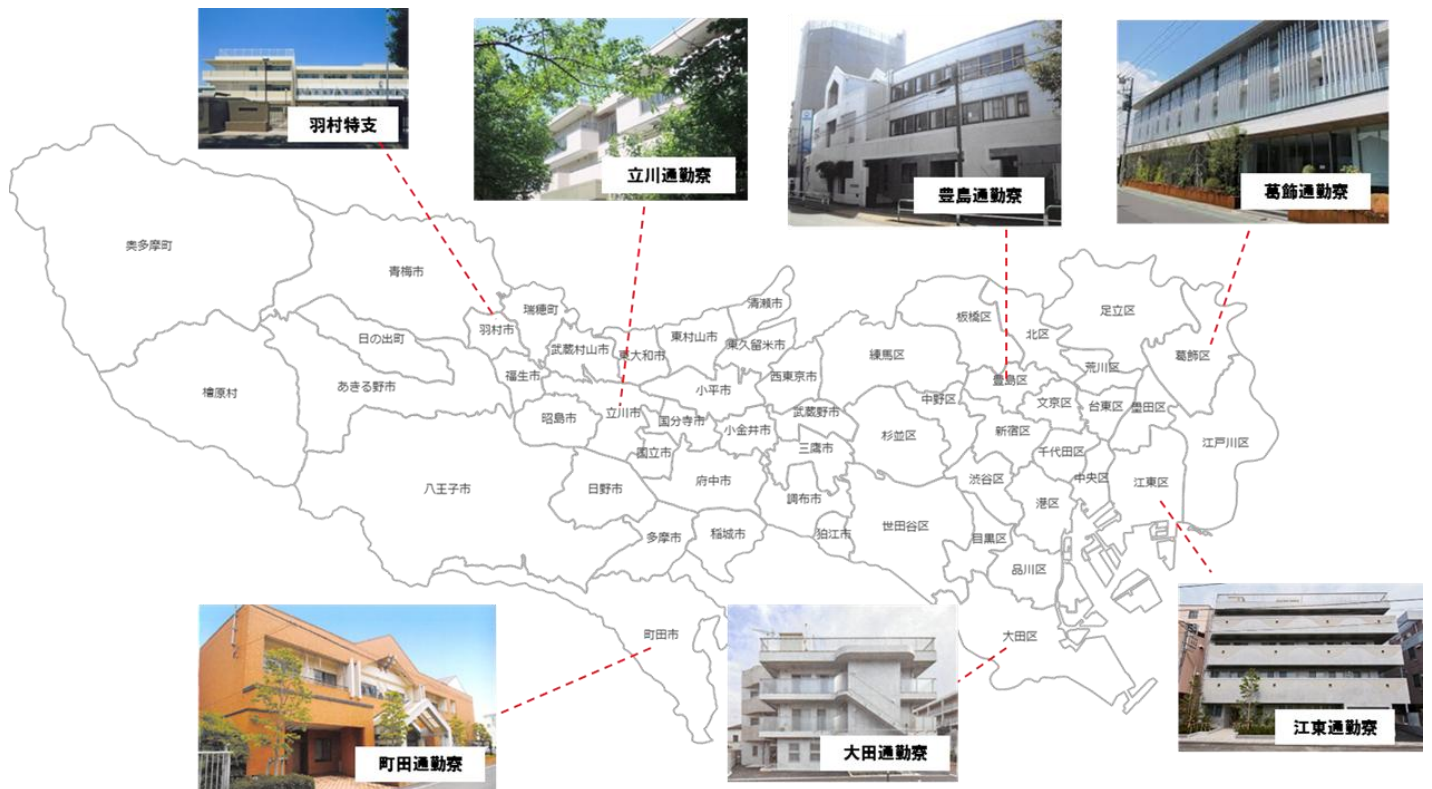 羽村特支
立川通勤寮
豊島通勤寮
葛飾通勤寮
奥多摩町
青梅市
瑞穂町
清瀬市
足立区
板橋区
北区
羽村市
東村山市
武蔵村山市
東大和市
東久留米市
日の出町
練馬区
葛飾区
荒川区
福生市
西東京市
豊島区
あきる野市
小平市
檜原村
中野区
文京区
台東区
墨田区
昭島市
立川市
国分寺市
小金井市
武蔵野市
杉並区
新宿区
江戸川区
国立市
三鷹市
千代田区
八王子市
日野市
府中市
渋谷区
中央区
江東区
調布市
港区
世田谷区
多摩市
稲城市
狛江市
目黒区
品川区
町田市
大田区
町田通勤寮
大田通勤寮
江東通勤寮